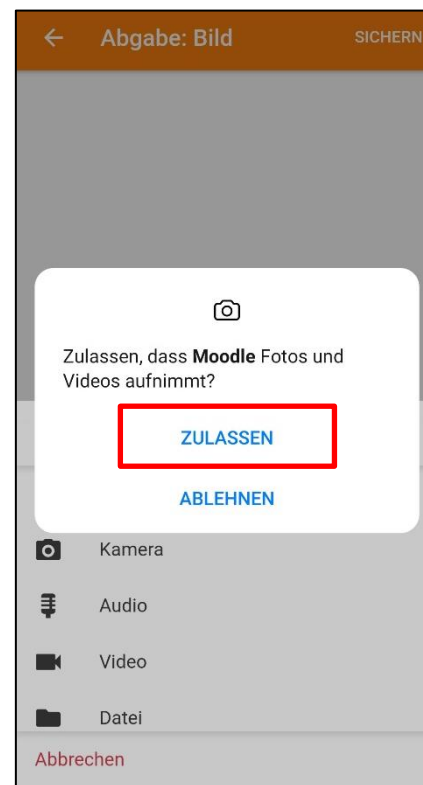 Abgabe: Bild
SICHERN
Zulassen, dass Moodle Fotos und
Videos aufnimmt?
ZULASSEN
ABLEHNEN
Kamera
Audio
Video
Datei
Abbrechen